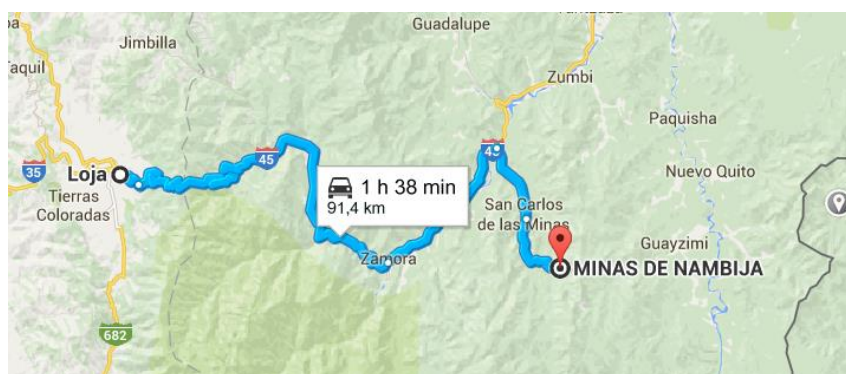 Guadalupe
Jimbilla
Taquil
Zumbi
Paquisha
35
Loja
45
45
1 h 38 min
91,4 km
Nuevo Quito
Tierras
Coloradas
San Carlos
de las Minas
Guayzimi
Zamora
MINAS DE NAMBIJA
682